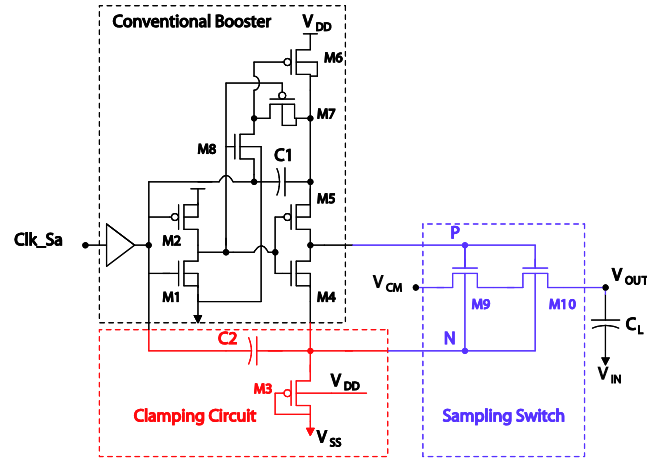 Conventional Booster
VDD
M6
M7
M8
C1
M5
M2
Clk_Sa
P
VCM
VOUT
M1
M4
M9
M10
CL
N
C2
VIN
M3
VDD
Clamping Circuit
VSS
Sampling Switch